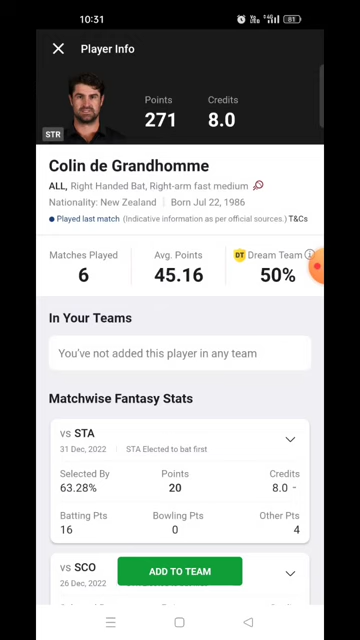 10:31
81
Player Info
Points Credits
271 8.0
STR
Colin de Grandhomme
ALL, Right Handed Bat, Right-arm fast medium
Nationality: New Zealand | Born Jul 22, 1986
Played last match (Indicative information as per official sources.) T&Cs
Matches Played Avg. Points DT Dream Team
6 45.16 50%
In Your Teams
You've not added this player in any team
Matchwise Fantasy Stats
vs STA
31 Dec, 2022 | STA Elected to bat first
Selected By Points Credits
63.28% 20 8.0 -
Batting Pts Bowling Pts Other Pts
16 0 4
vs SCO
26 Dec, 2022
ADD TO TEAM